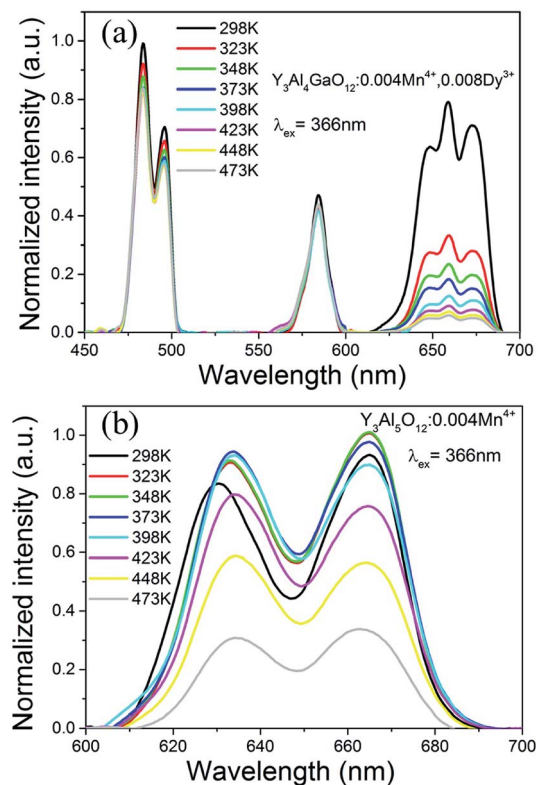 (a)
298K
323K
348K
373K
398K
423K
448K
473K
Y₃Al₄GaO₁₂:0.004Mn⁴⁺,0.008Dy³⁺
λₑₓ= 366nm
Normalized intensity (a.u.)
1.0
0.8
0.6
0.4
0.2
0.0
450 500 550 600 650 700
Wavelength (nm)
(b)
Y₃Al₅O₁₂:0.004Mn⁴⁺
λₑₓ= 366nm
298K
323K
348K
373K
398K
423K
448K
473K
Normalized intensity (a.u.)
1.0
0.8
0.6
0.4
0.2
0.0
600 620 640 660 680 700
Wavelength (nm)